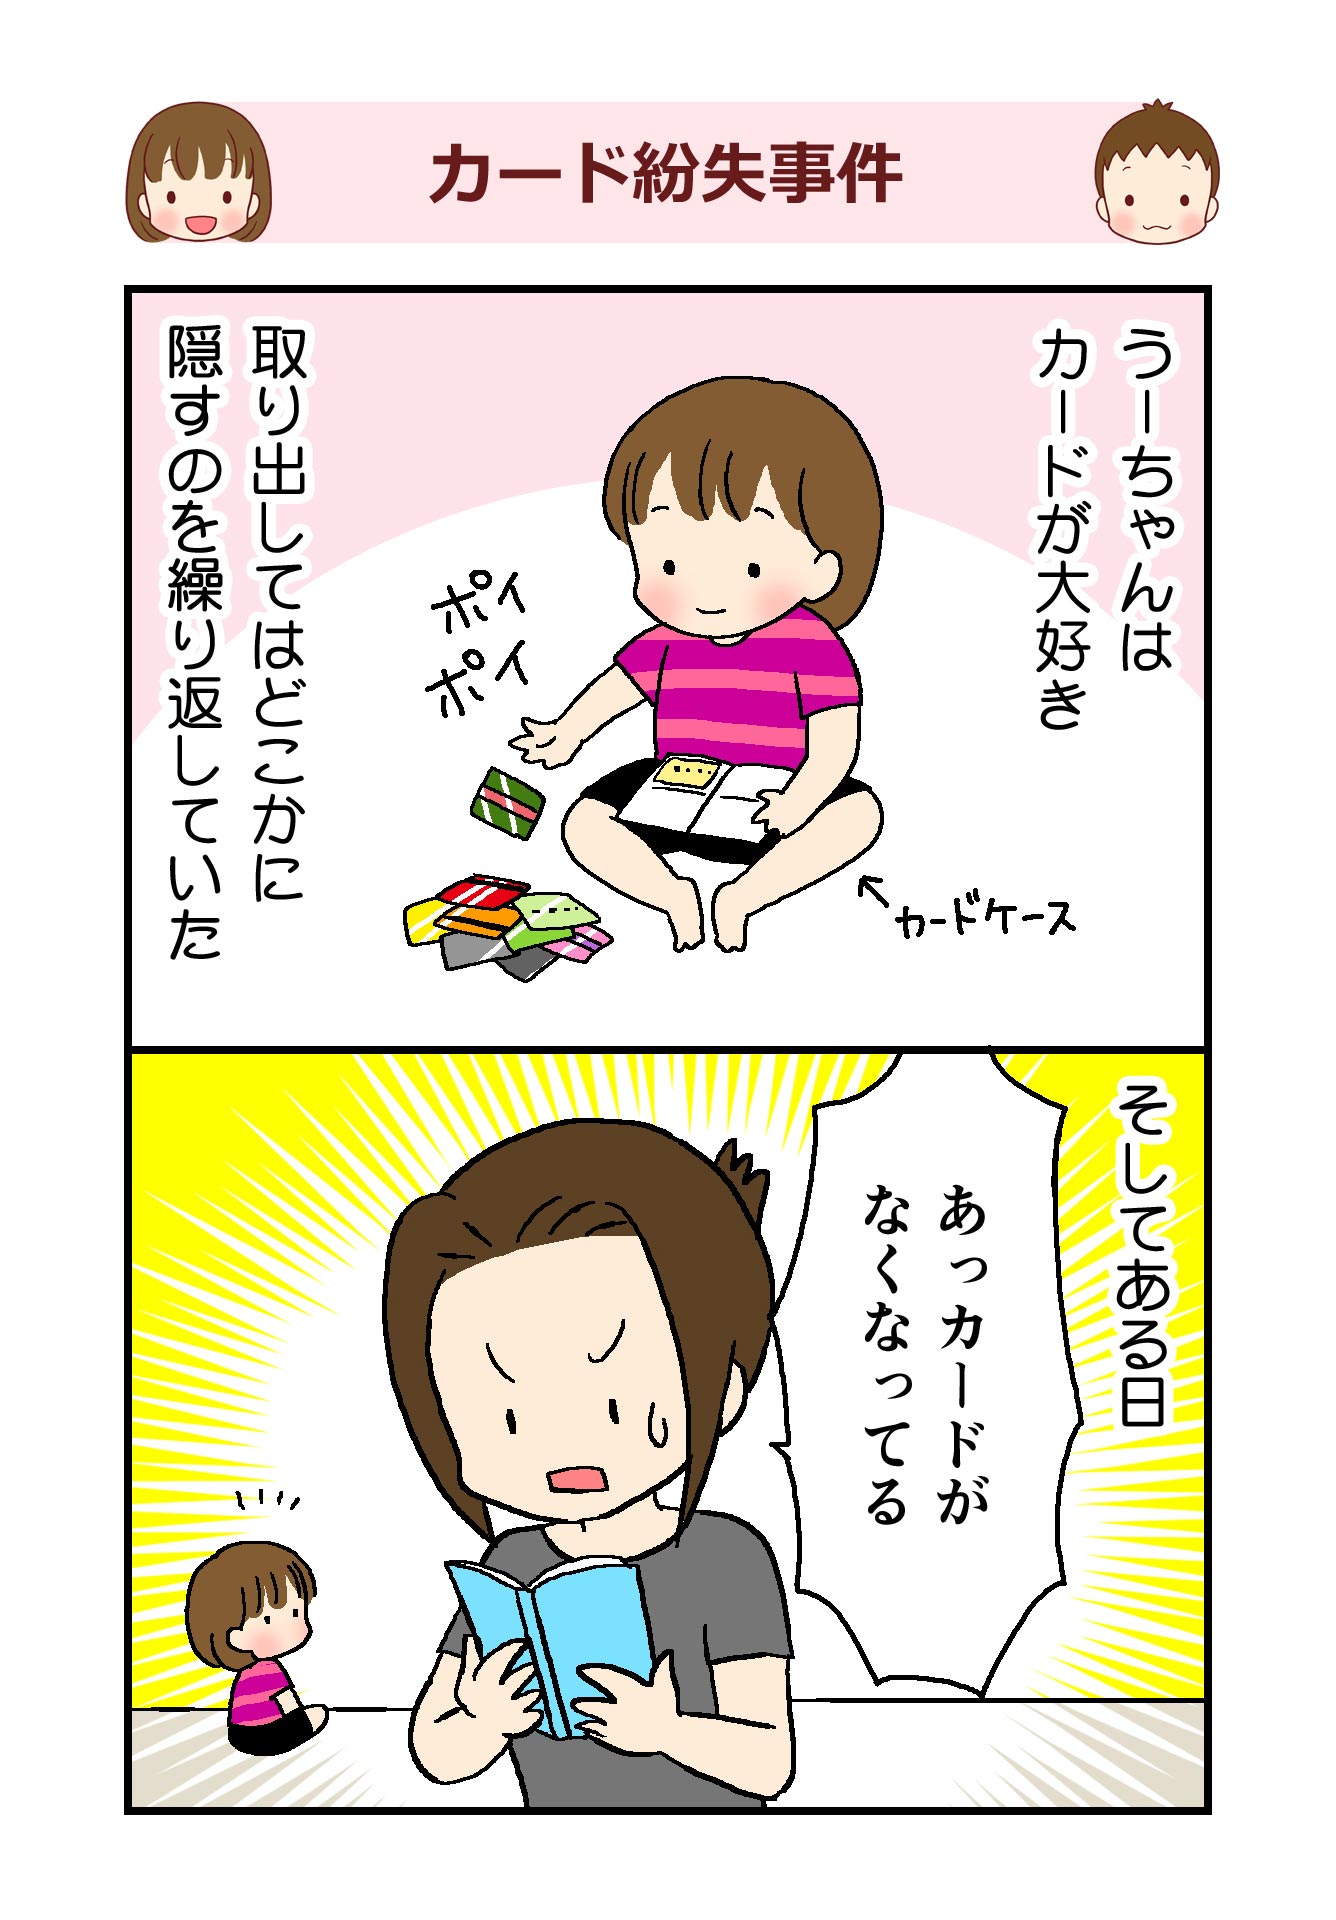 カード紛失事件
うーちゃんは
カードが大好き
ポイ
ポイ
カードケース
取り出してはどこかに
隠すのを繰り返していた
そしてある日
あっカードが
なくなってる